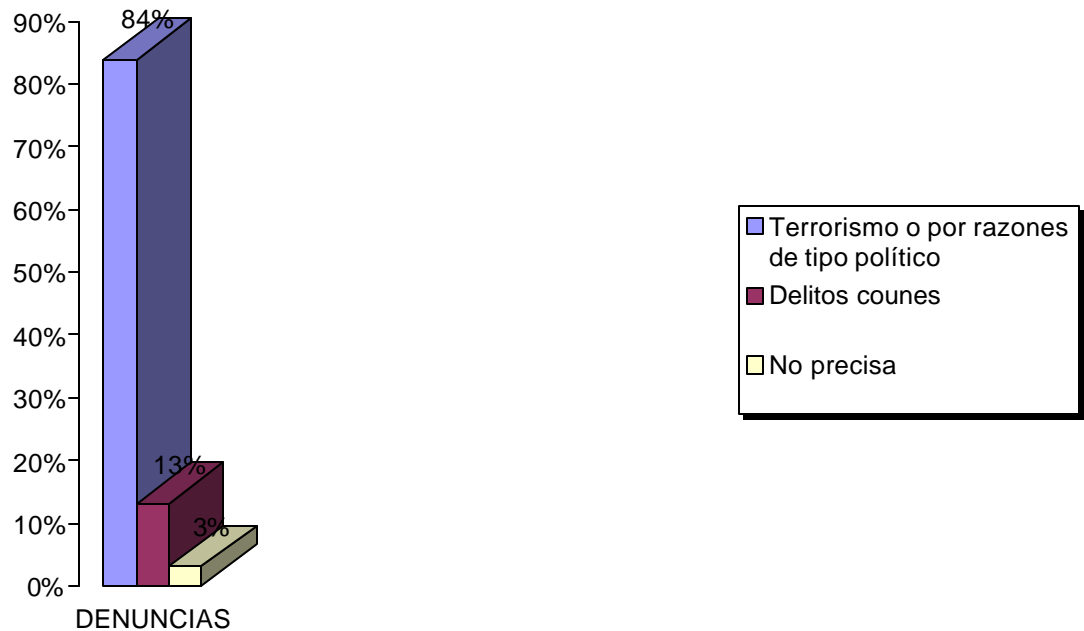 90%
80%
70%
60%
50%
40%
30%
20%
10%
0%
84%
13%
3%
DENUNCIAS
Terrorismo o por razones
de tipo político
Delitos counes
No precisa